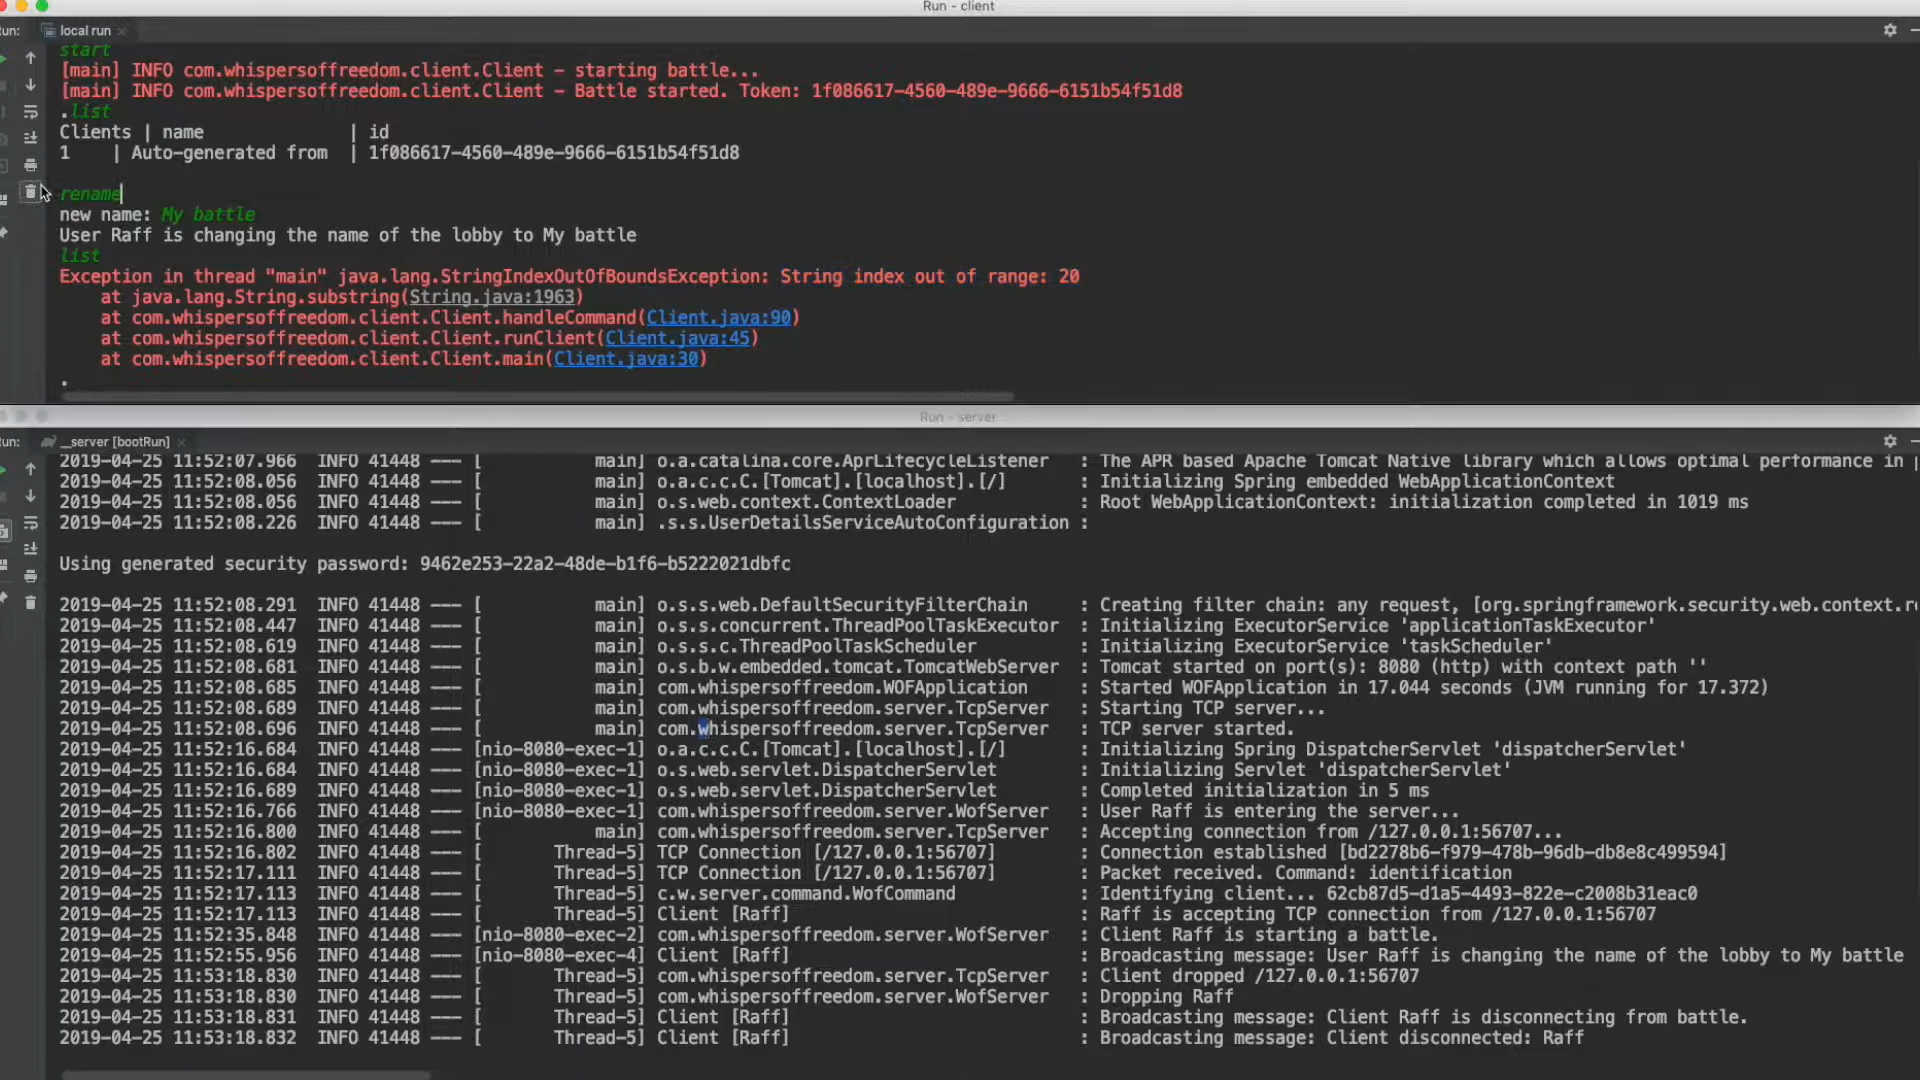 Run - client
un:
local run
start
[main] INFO com.whispersoffreedom.client.Client - starting battle...
[main] INFO com.whispersoffreedom.client.Client - Battle started. Token: 1f086617-4560-489e-9666-6151b54f51d8
.list
Clients | name | id
1 | Auto-generated from | 1f086617-4560-489e-9666-6151b54f51d8
rename
new name: My battle
User Raff is changing the name of the lobby to My battle
list
Exception in thread "main" java.lang.StringIndexOutOfBoundsException: String index out of range: 20
at java.lang.String.substring(String.java:1963)
at com.whispersoffreedom.client.Client.handleCommand(Client.java:90)
at com.whispersoffreedom.client.Client.runClient(Client.java:45)
at com.whispersoffreedom.client.Client.main(Client.java:30)
.
Run - server
un:
_server [bootRun]
2019-04-25 11:52:07.966 INFO 41448 --- [ main] o.a.catalina.core.AprLifecycleListener : The APR based Apache Tomcat Native library which allows optimal performance in
2019-04-25 11:52:08.056 INFO 41448 --- [ main] o.a.c.c.C.[Tomcat].[localhost].[/] : Initializing Spring embedded WebApplicationContext
2019-04-25 11:52:08.056 INFO 41448 --- [ main] o.s.web.context.ContextLoader : Root WebApplicationContext: initialization completed in 1019 ms
2019-04-25 11:52:08.226 INFO 41448 --- [ main] .s.s.UserDetailsServiceAutoConfiguration :
Using generated security password: 9462e253-22a2-48de-b1f6-b5222021dbfc
2019-04-25 11:52:08.291 INFO 41448 --- [ main] o.s.s.web.DefaultSecurityFilterChain : Creating filter chain: any request, [org.springframework.security.web.context.re
2019-04-25 11:52:08.447 INFO 41448 --- [ main] o.s.s.concurrent.ThreadPoolTaskExecutor : Initializing ExecutorService 'applicationTaskExecutor'
2019-04-25 11:52:08.619 INFO 41448 --- [ main] o.s.s.c.ThreadPoolTaskScheduler : Initializing ExecutorService 'taskScheduler'
2019-04-25 11:52:08.681 INFO 41448 --- [ main] o.s.b.w.embedded.tomcat.TomcatWebServer : Tomcat started on port(s): 8080 (http) with context path ''
2019-04-25 11:52:08.685 INFO 41448 --- [ main] com.whispersoffreedom.WOFApplication : Started WOFApplication in 17.044 seconds (JVM running for 17.372)
2019-04-25 11:52:08.689 INFO 41448 --- [ main] com.whispersoffreedom.server.TcpServer : Starting TCP server...
2019-04-25 11:52:08.696 INFO 41448 --- [ main] com.whispersoffreedom.server.TcpServer : TCP server started.
2019-04-25 11:52:16.684 INFO 41448 --- [nio-8080-exec-1] o.a.c.c.C.[Tomcat].[localhost].[/] : Initializing Spring DispatcherServlet 'dispatcherServlet'
2019-04-25 11:52:16.684 INFO 41448 --- [nio-8080-exec-1] o.s.web.servlet.DispatcherServlet : Initializing Servlet 'dispatcherServlet'
2019-04-25 11:52:16.689 INFO 41448 --- [nio-8080-exec-1] o.s.web.servlet.DispatcherServlet : Completed initialization in 5 ms
2019-04-25 11:52:16.766 INFO 41448 --- [nio-8080-exec-1] com.whispersoffreedom.server.WofServer : User Raff is entering the server...
2019-04-25 11:52:16.800 INFO 41448 --- [ main] com.whispersoffreedom.server.TcpServer : Accepting connection from /127.0.0.1:56707...
2019-04-25 11:52:16.802 INFO 41448 --- [ Thread-5] TCP Connection [/127.0.0.1:56707] : Connection established [bd2278b6-f979-478b-96db-db8e8c499594]
2019-04-25 11:52:17.111 INFO 41448 --- [ Thread-5] TCP Connection [/127.0.0.1:56707] : Packet received. Command: identification
2019-04-25 11:52:17.113 INFO 41448 --- [ Thread-5] c.w.server.command.WofCommand : Identifying client... 62cb87d5-d1a5-4493-822e-c2008b31eac0
2019-04-25 11:52:17.113 INFO 41448 --- [ Thread-5] Client [Raff] : Raff is accepting TCP connection from /127.0.0.1:56707
2019-04-25 11:52:35.848 INFO 41448 --- [nio-8080-exec-2] com.whispersoffreedom.server.WofServer : Client Raff is starting a battle.
2019-04-25 11:52:55.956 INFO 41448 --- [nio-8080-exec-4] Client [Raff] : Broadcasting message: User Raff is changing the name of the lobby to My battle
2019-04-25 11:53:18.830 INFO 41448 --- [ Thread-5] com.whispersoffreedom.server.TcpServer : Client dropped /127.0.0.1:56707
2019-04-25 11:53:18.830 INFO 41448 --- [ Thread-5] com.whispersoffreedom.server.WofServer : Dropping Raff
2019-04-25 11:53:18.831 INFO 41448 --- [ Thread-5] Client [Raff] : Broadcasting message: Client Raff is disconnecting from battle.
2019-04-25 11:53:18.832 INFO 41448 --- [ Thread-5] Client [Raff] : Broadcasting message: Client disconnected: Raff